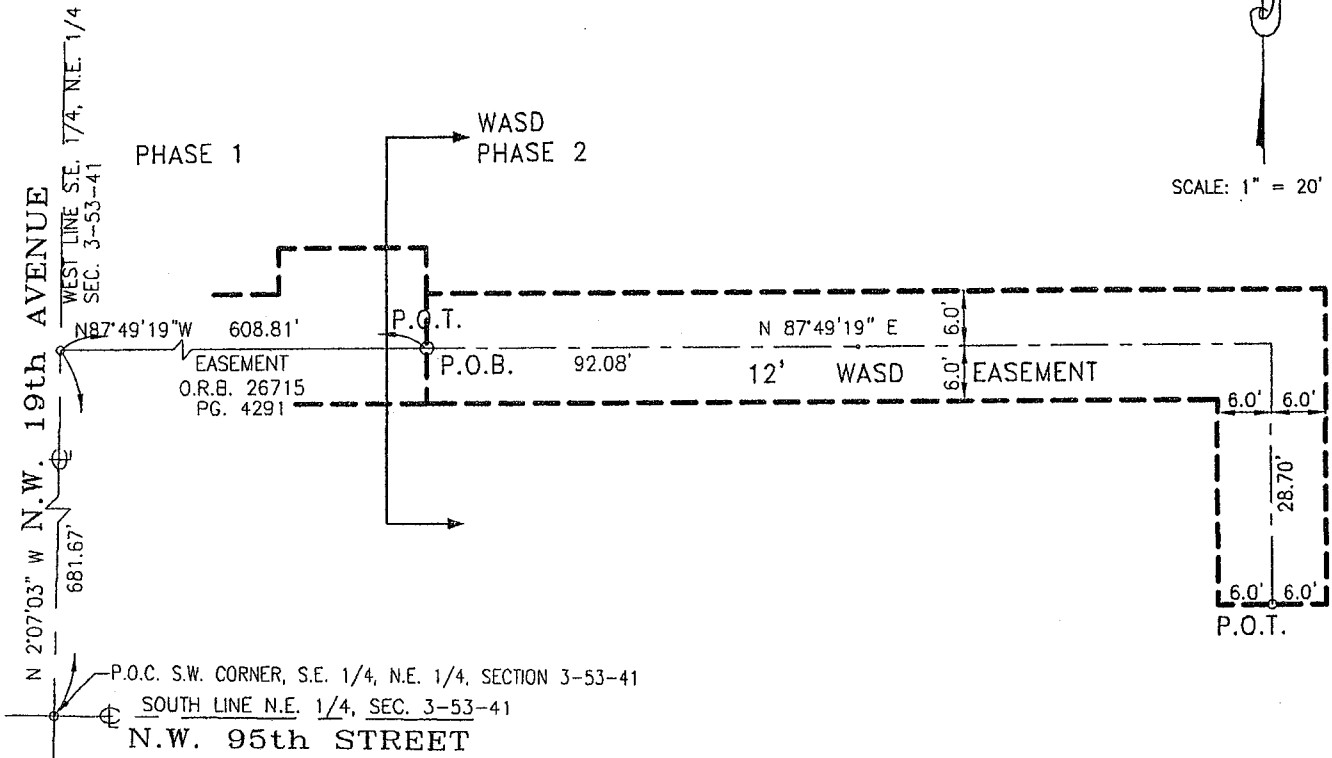 WEST LINE S.E. 1/4, N.E. 1/4
SEC. 3-53-41
N.W. 19th AVENUE
PHASE 1
WASD
PHASE 2
SCALE: 1" = 20'
N87°49'19"W 608.81'
EASEMENT
O.R.B. 26715
PG. 4291
P.O.T.
P.O.B.
92.08'
N 87°49'19" E
12' WASD EASEMENT
6.0'
6.0'
6.0' 6.0'
28.70'
6.0' 6.0'
P.O.T.
N 2°07'03" W
681.67'
P.O.C. S.W. CORNER, S.E. 1/4, N.E. 1/4, SECTION 3-53-41
SOUTH LINE N.E. 1/4, SEC. 3-53-41
N.W. 95th STREET